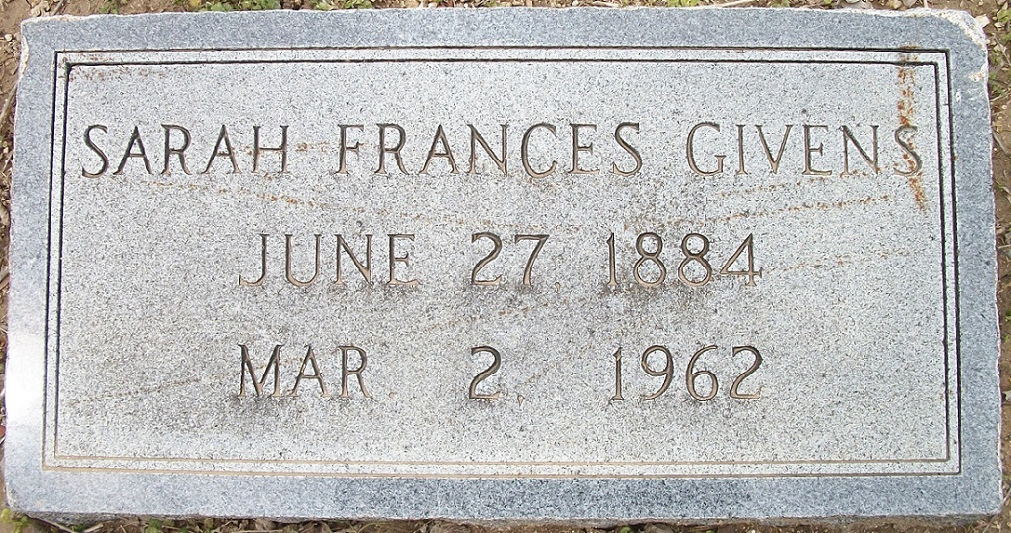 SARAH FRANCES GIVENS
JUNE 27, 1884
MAR. 2, 1962